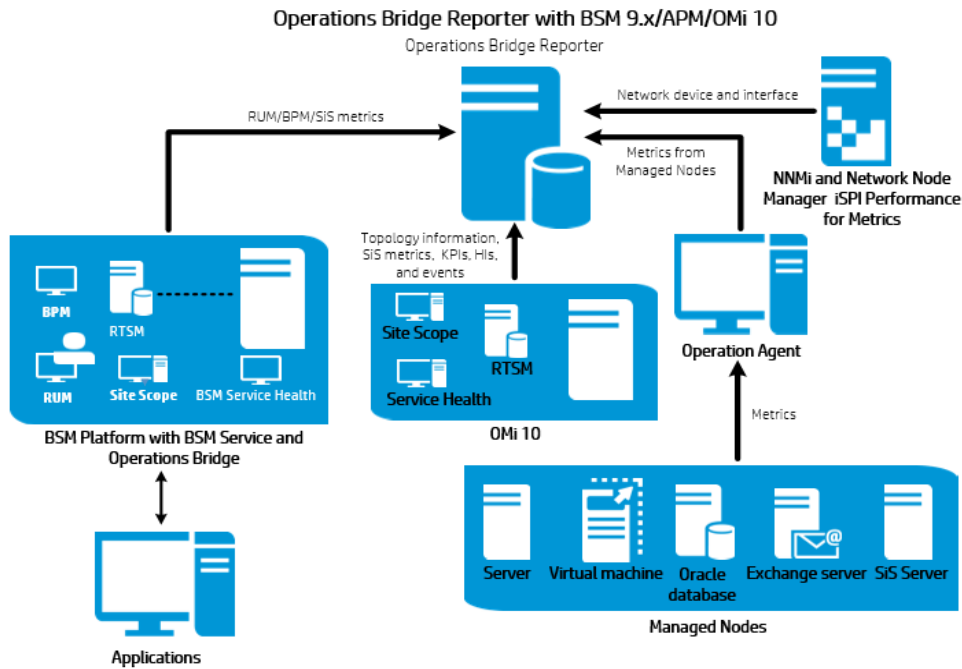 Operations Bridge Reporter with BSM 9.x/APM/OMi 10
Operations Bridge Reporter
RUM/BPM/SiS metrics
Network device and interface
Metrics from
Managed Nodes
NNMi and Network Node
Manager iSPI Performance
for Metrics
Topology information,
SiS metrics, KPIs, HIs,
and events
BPM
RTSM
RUM
Site Scope
BSM Service Health
BSM Platform with BSM Service and
Operations Bridge
Site Scope
RTSM
Service Health
OMi 10
Operation Agent
Metrics
Server
Virtual machine
Oracle
database
Exchange server
SiS Server
Managed Nodes
Applications